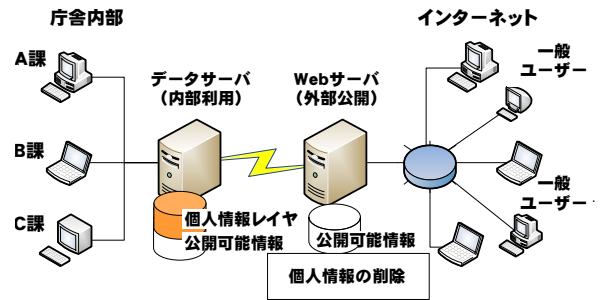 庁舎内部
インターネット
A課
データサーバ
（内部利用）
Webサーバ
（外部公開）
一般
ユーザー
B課
C課
個人情報レイヤ
公開可能情報
公開可能情報
一般
ユーザー
個人情報の削除